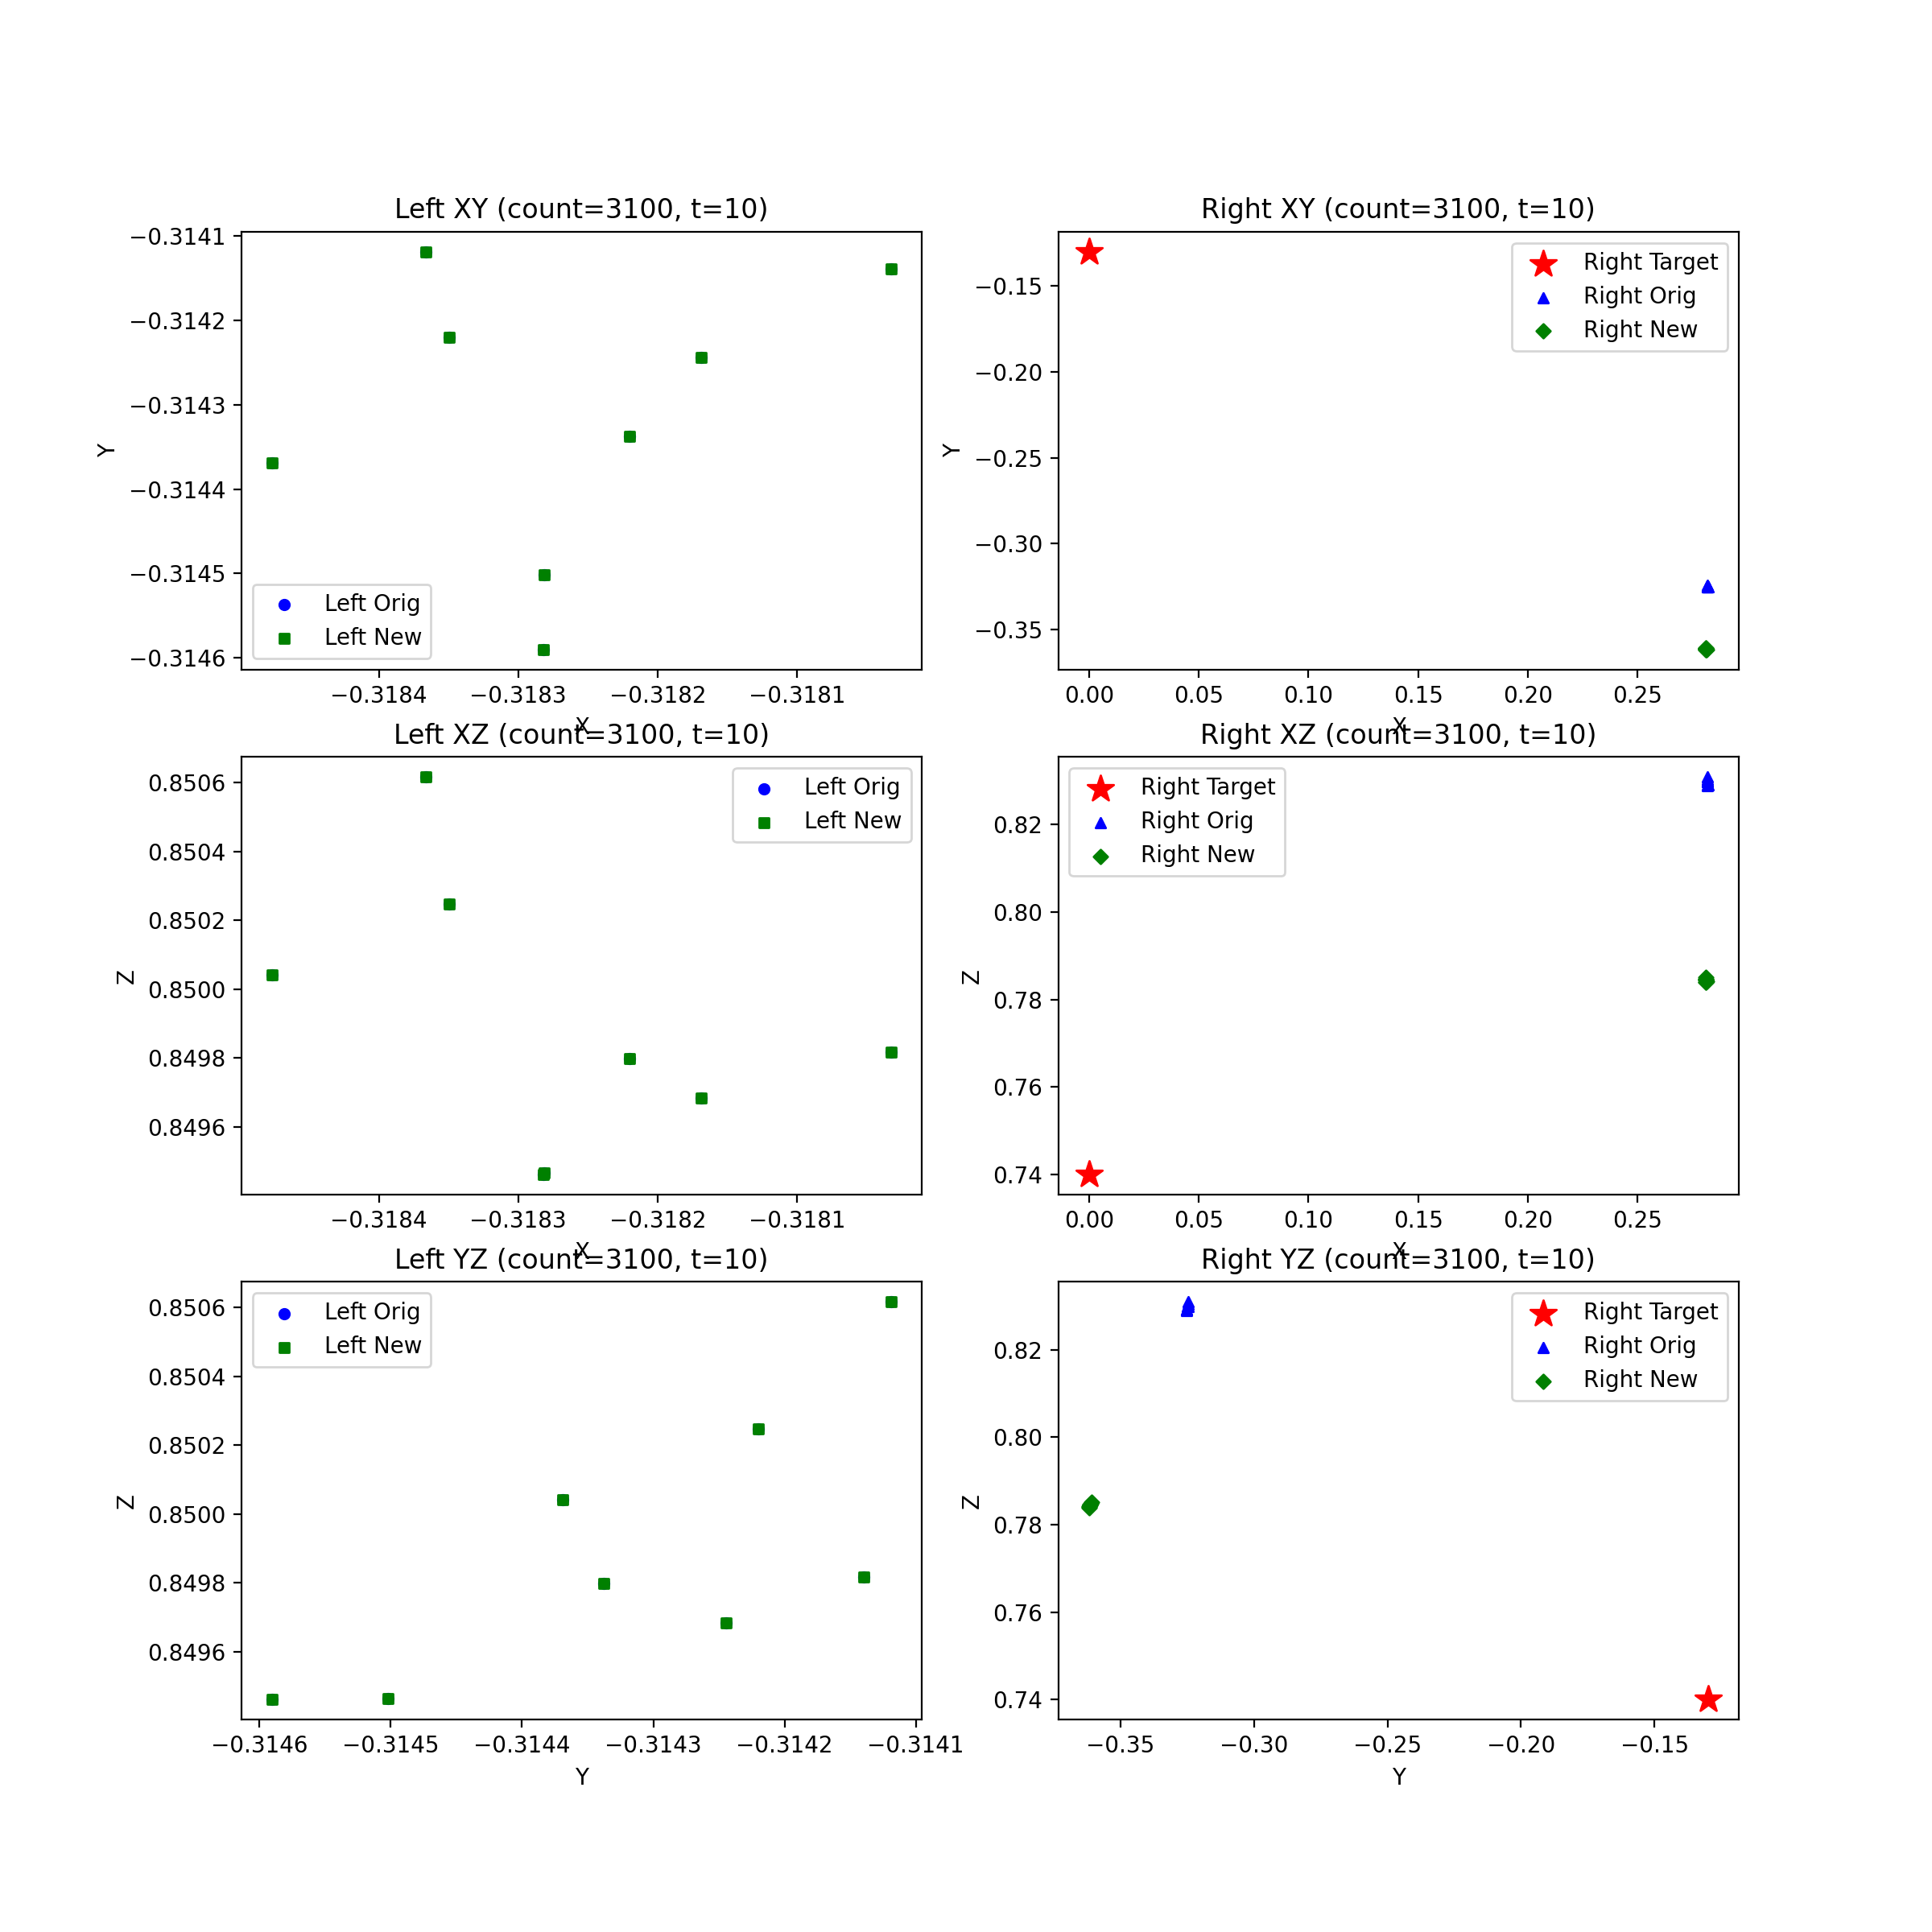 Left XY (count=3100, t=10)
Y
−0.3141
−0.3142
−0.3143
−0.3144
−0.3145
−0.3146
Left Orig
Left New
−0.3184 −0.3183 −0.3182 −0.3181
X
Right XY (count=3100, t=10)
Y
−0.15
−0.20
−0.25
−0.30
−0.35
Right Target
Right Orig
Right New
0.00 0.05 0.10 0.15 0.20 0.25
X
Left XZ (count=3100, t=10)
Z
0.8506
0.8504
0.8502
0.8500
0.8498
0.8496
Left Orig
Left New
−0.3184 −0.3183 −0.3182 −0.3181
X
Right XZ (count=3100, t=10)
Z
0.82
0.80
0.78
0.76
0.74
Right Target
Right Orig
Right New
0.00 0.05 0.10 0.15 0.20 0.25
X
Left YZ (count=3100, t=10)
Z
0.8506
0.8504
0.8502
0.8500
0.8498
0.8496
Left Orig
Left New
−0.3146 −0.3145 −0.3144 −0.3143 −0.3142 −0.3141
Y
Right YZ (count=3100, t=10)
Z
0.82
0.80
0.78
0.76
0.74
Right Target
Right Orig
Right New
−0.35 −0.30 −0.25 −0.20 −0.15
Y